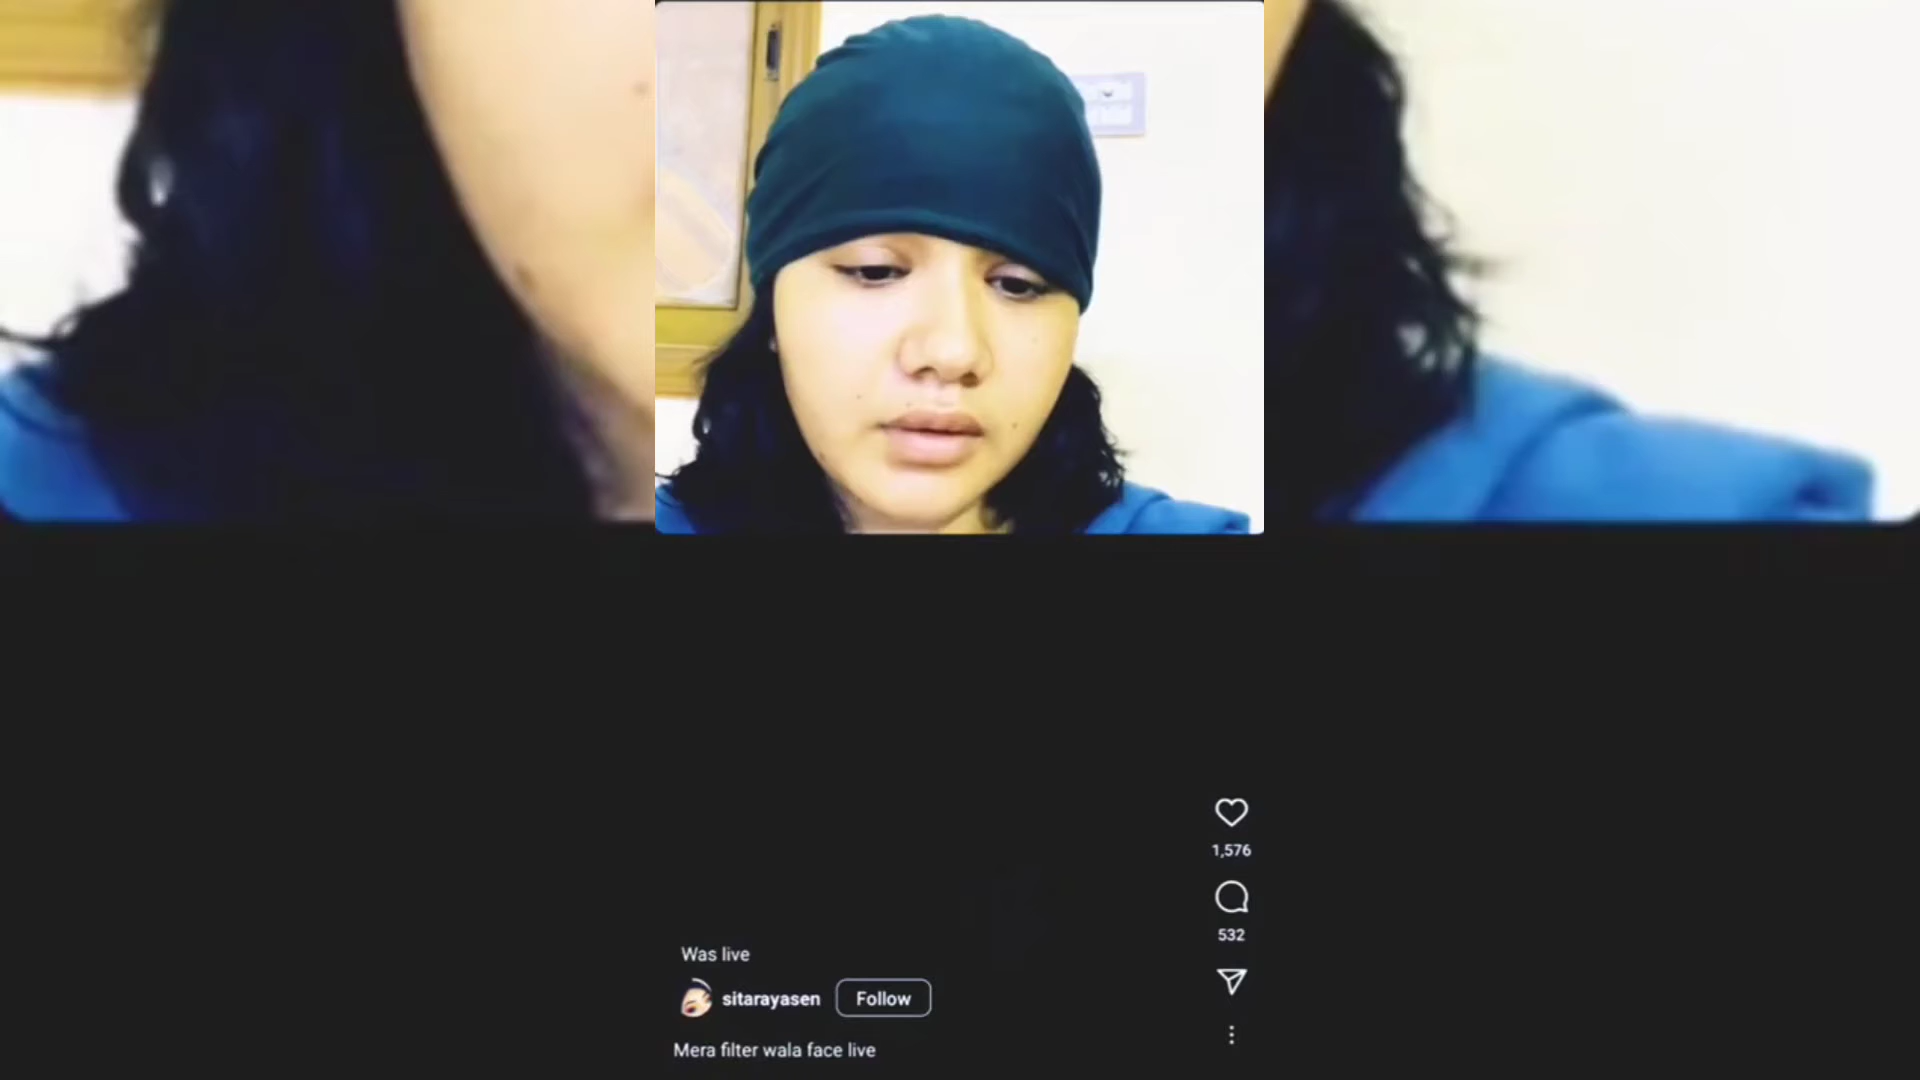 1,576
532
Was live
sitarayasen Follow
Mera filter wala face live